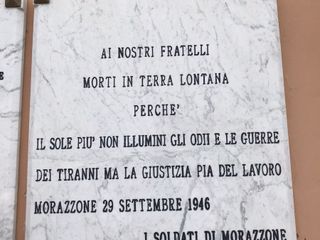 AI NOSTRI FRATELLI
MORTI IN TERRA LONTANA
PERCHE'
IL SOLE PIU' NON ILLUMINI GLI ODII E LE GUERRE
DEI TIRANNI MA LA GIUSTIZIA PIA DEL LAVORO
MORAZZONE 29 SETTEMBRE 1946
I SOLDATI DI MORAZZONE